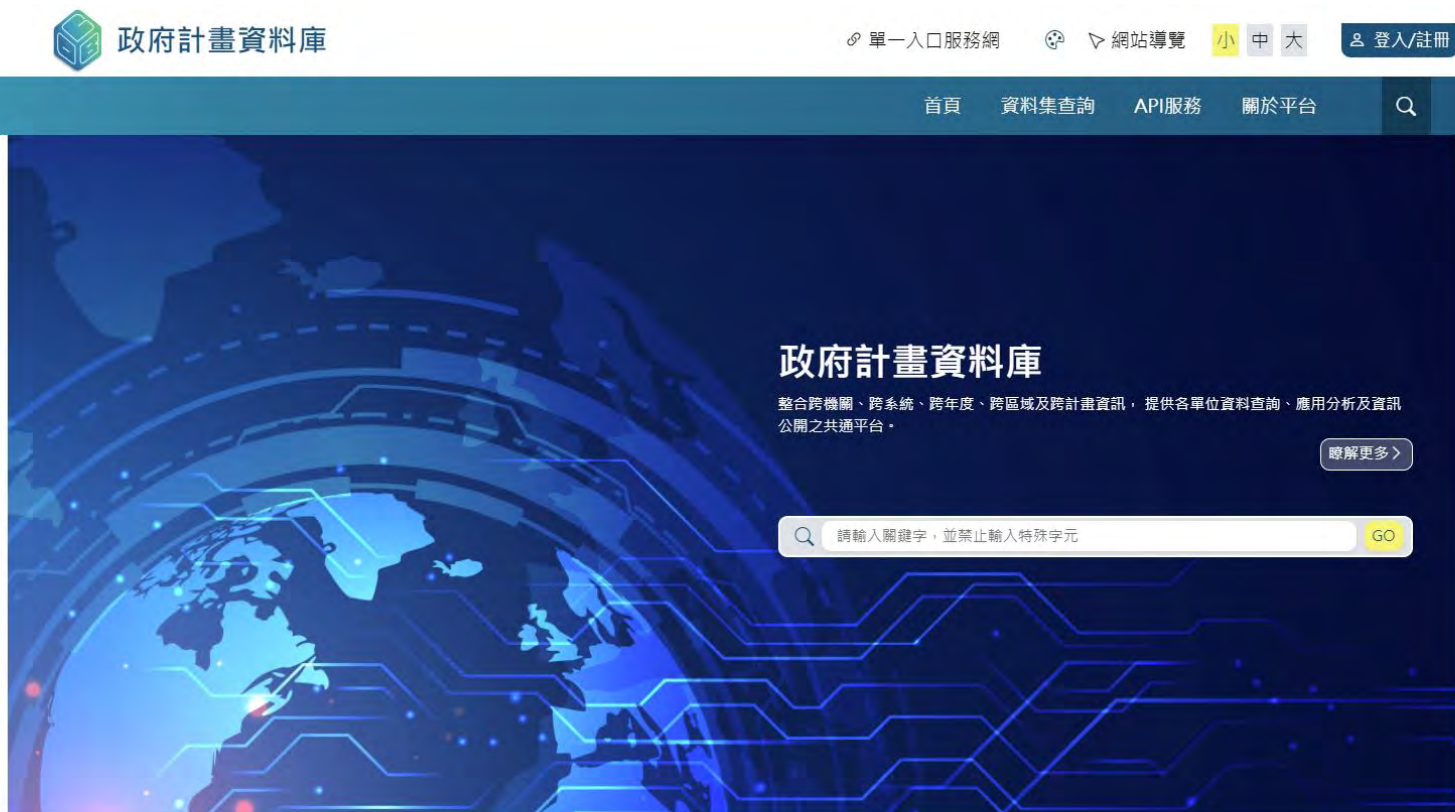 政府計畫資料庫
單一入口服務網
網站導覽
小 中 大
登入/註冊
首頁 資料集查詢 API服務 關於平台
政府計畫資料庫
整合跨機關、跨系統、跨年度、跨區域及跨計畫資訊， 提供各單位資料查詢、應用分析及資訊
公開之共通平台。
瞭解更多
請輸入關鍵字，並禁止輸入特殊字元
GO